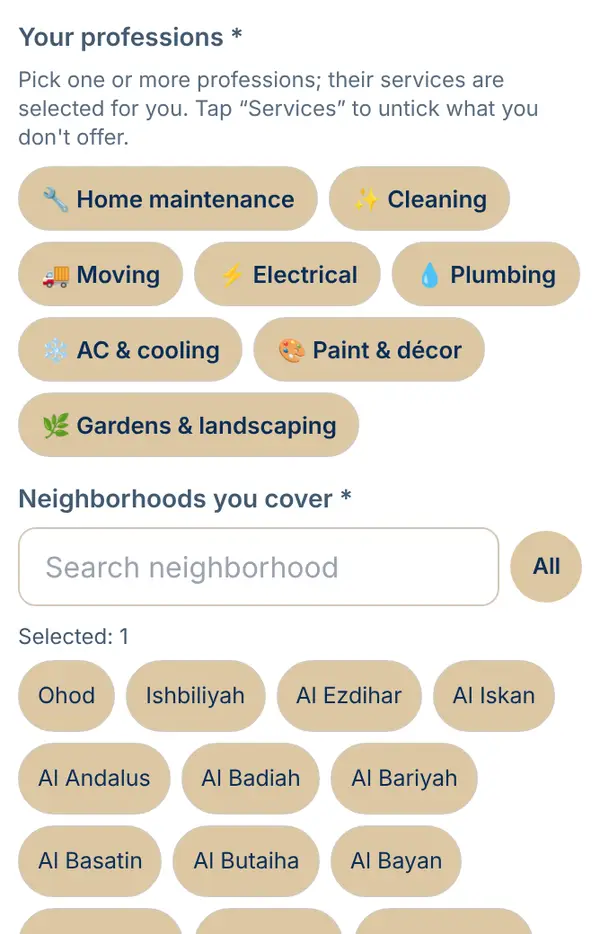 Your professions *
Pick one or more professions; their services are
selected for you. Tap “Services” to untick what you
don't offer.
🔧 Home maintenance ✨ Cleaning
🚚 Moving ⚡ Electrical 💧 Plumbing
❄️ AC & cooling 🎨 Paint & décor
🌿 Gardens & landscaping
Neighborhoods you cover *
Search neighborhood All
Selected: 1
Ohod Ishbiliyah Al Ezdihar Al Iskan
Al Andalus Al Badiah Al Bariyah
Al Basatin Al Butaiha Al Bayan